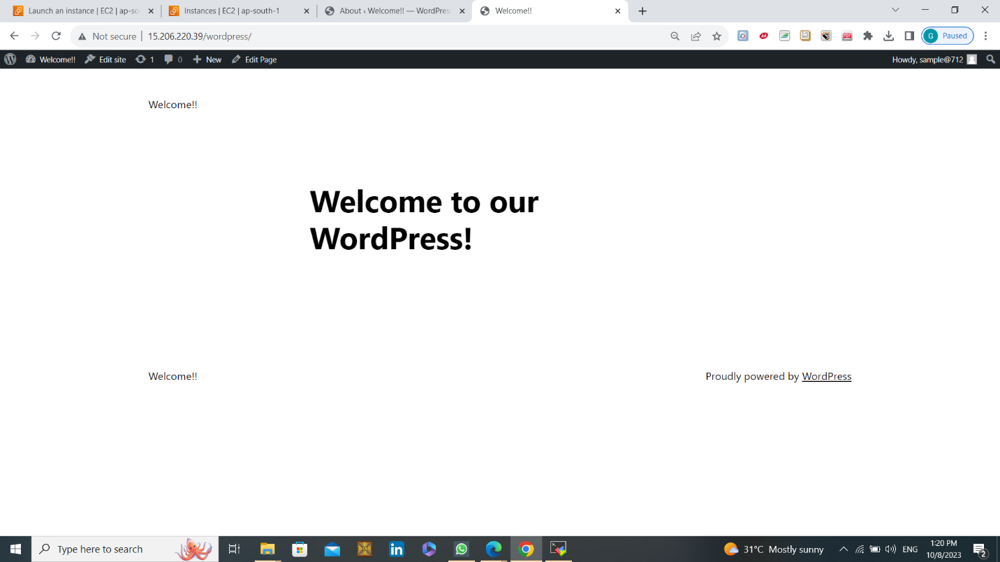 Launch an instance | EC2 | ap-so
Instances | EC2 | ap-south-1
About ‹ Welcome!! — WordPres
Welcome!!
Not secure
15.206.220.39/wordpress/
G Paused
Welcome!!
Edit site
1
0
New
Edit Page
Howdy, sample@712
Welcome!!
Welcome to our
WordPress!
Welcome!!
Proudly powered by WordPress
Type here to search
31°C Mostly sunny
ENG
1:20 PM
10/8/2023
2